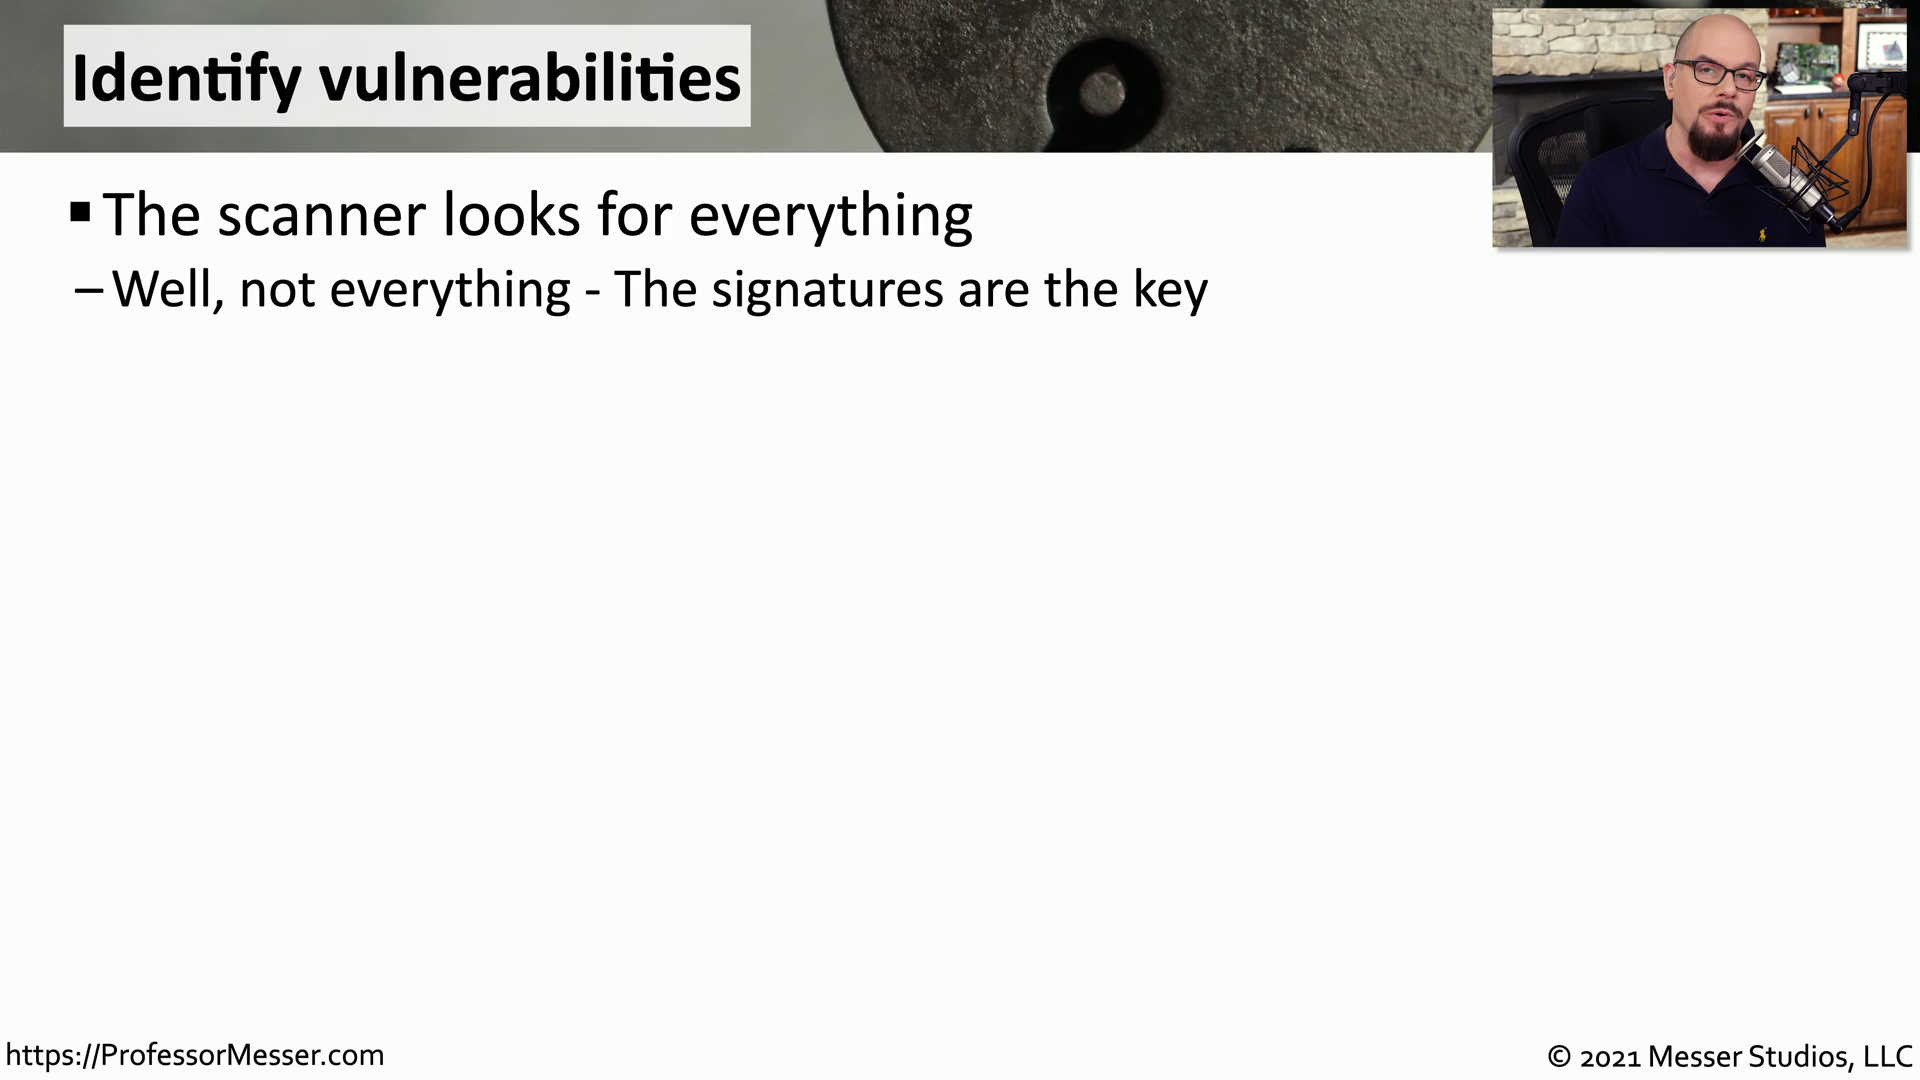 Identify vulnerabilities
▪ The scanner looks for everything
– Well, not everything - The signatures are the key
https://ProfessorMesser.com
© 2021 Messer Studios, LLC